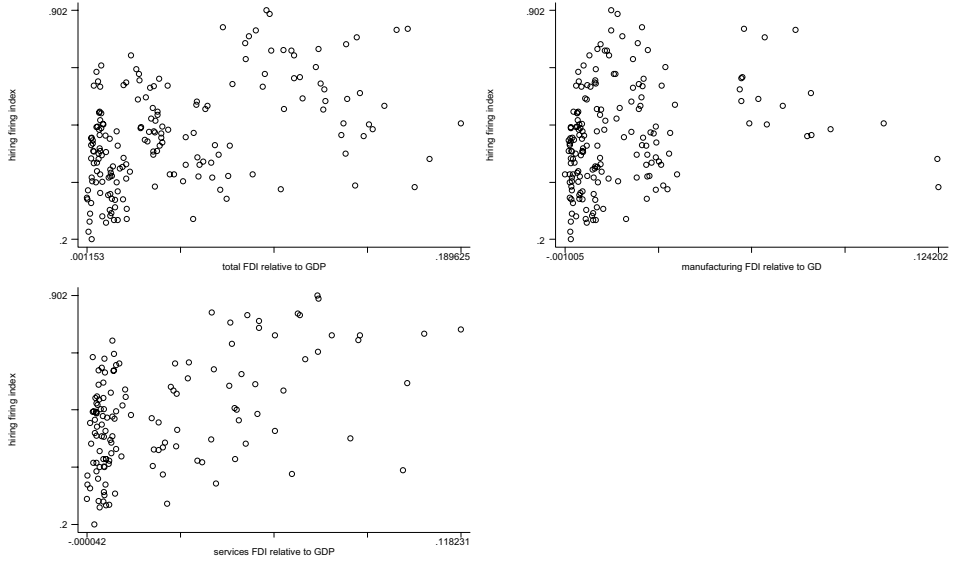 .902
hiring firing index
.2
.001153
.189625
total FDI relative to GDP
.902
hiring firing index
.2
-.001005
.124202
manufacturing FDI relative to GD
.902
hiring firing index
.2
-.000042
.118231
services FDI relative to GDP